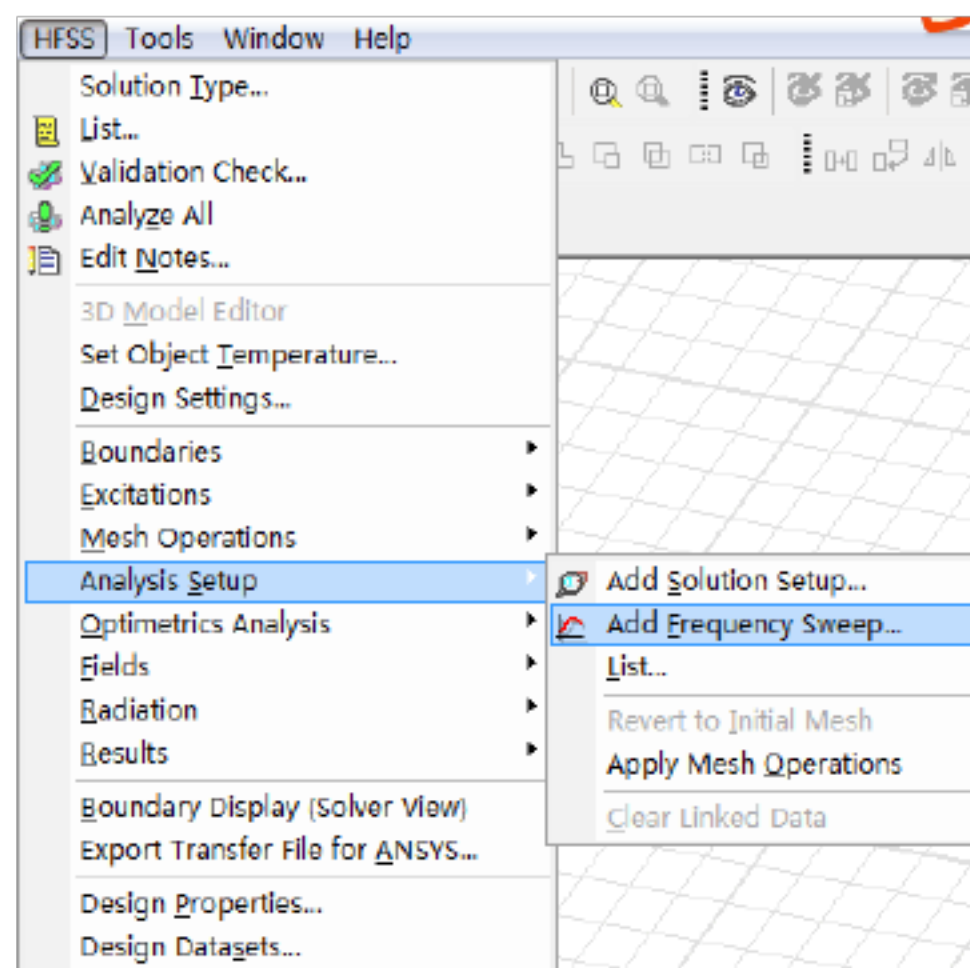 HFSS Tools Window Help
Solution Type...
List...
Validation Check...
Analyze All
Edit Notes...
3D Model Editor
Set Object Temperature...
Design Settings...
Boundaries
Excitations
Mesh Operations
Analysis Setup
Optimetrics Analysis
Fields
Radiation
Results
Boundary Display (Solver View)
Export Transfer File for ANSYS...
Design Properties...
Design Datasets...
Add Solution Setup...
Add Frequency Sweep...
List...
Revert to Initial Mesh
Apply Mesh Operations
Clear Linked Data